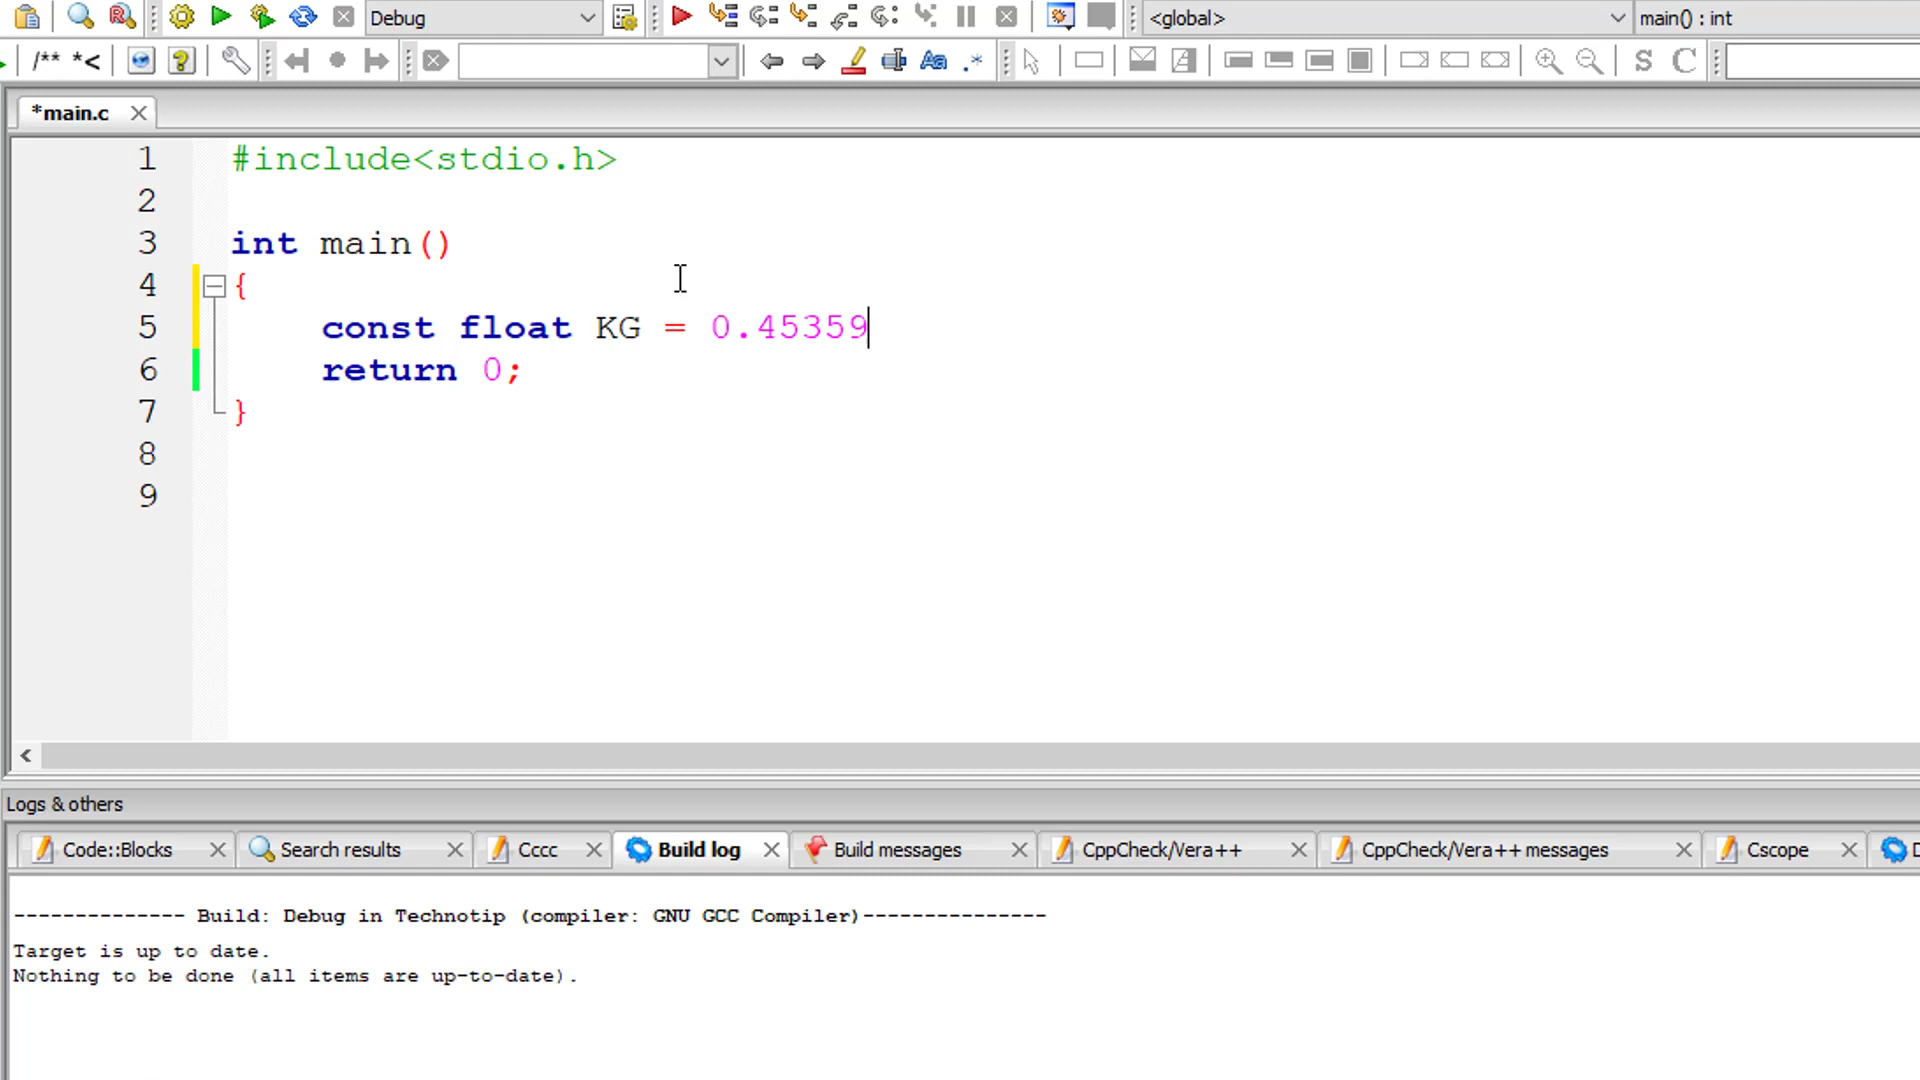 Debug <global> main() : int
/** *<
*main.c
1 #include<stdio.h>
2
3 int main()
4 {
5 const float KG = 0.45359
6 return 0;
7 }
8
9
Logs & others
Code::Blocks Search results Cccc Build log Build messages CppCheck/Vera++ CppCheck/Vera++ messages Cscope
-------------- Build: Debug in Technotip (compiler: GNU GCC Compiler)---------------
Target is up to date.
Nothing to be done (all items are up-to-date).